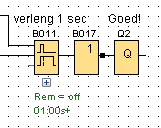 verleng 1 sec Goed!
B011 B017 Q2
1 Q
Rem = off
01:00s+